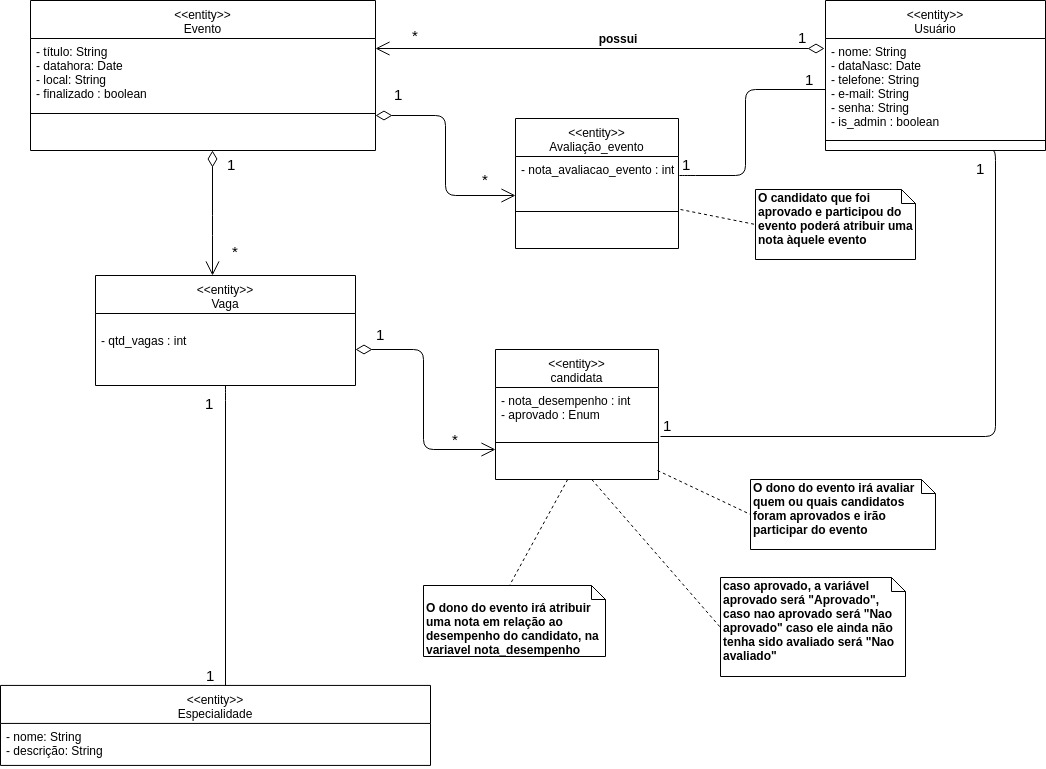 <<entity>>
Evento
- título: String
- datahora: Date
- local: String
- finalizado : boolean
*
possui
1
<<entity>>
Usuário
- nome: String
- dataNasc: Date
- telefone: String
- e-mail: String
- senha: String
- is_admin : boolean
1
1
<<entity>>
Avaliação_evento
- nota_avaliacao_evento : int
*
1
1
1
O candidato que foi
aprovado e participou do
evento poderá atribuir uma
nota àquele evento
*
<<entity>>
Vaga
- qtd_vagas : int
1
<<entity>>
candidata
- nota_desempenho : int
- aprovado : Enum
*
1
1
O dono do evento irá avaliar
quem ou quais candidatos
foram aprovados e irão
participar do evento
caso aprovado, a variável
aprovado será "Aprovado",
caso nao aprovado será "Nao
aprovado" caso ele ainda não
tenha sido avaliado será "Nao
avaliado"
O dono do evento irá atribuir
uma nota em relação ao
desempenho do candidato, na
variavel nota_desempenho
1
<<entity>>
Especialidade
- nome: String
- descrição: String